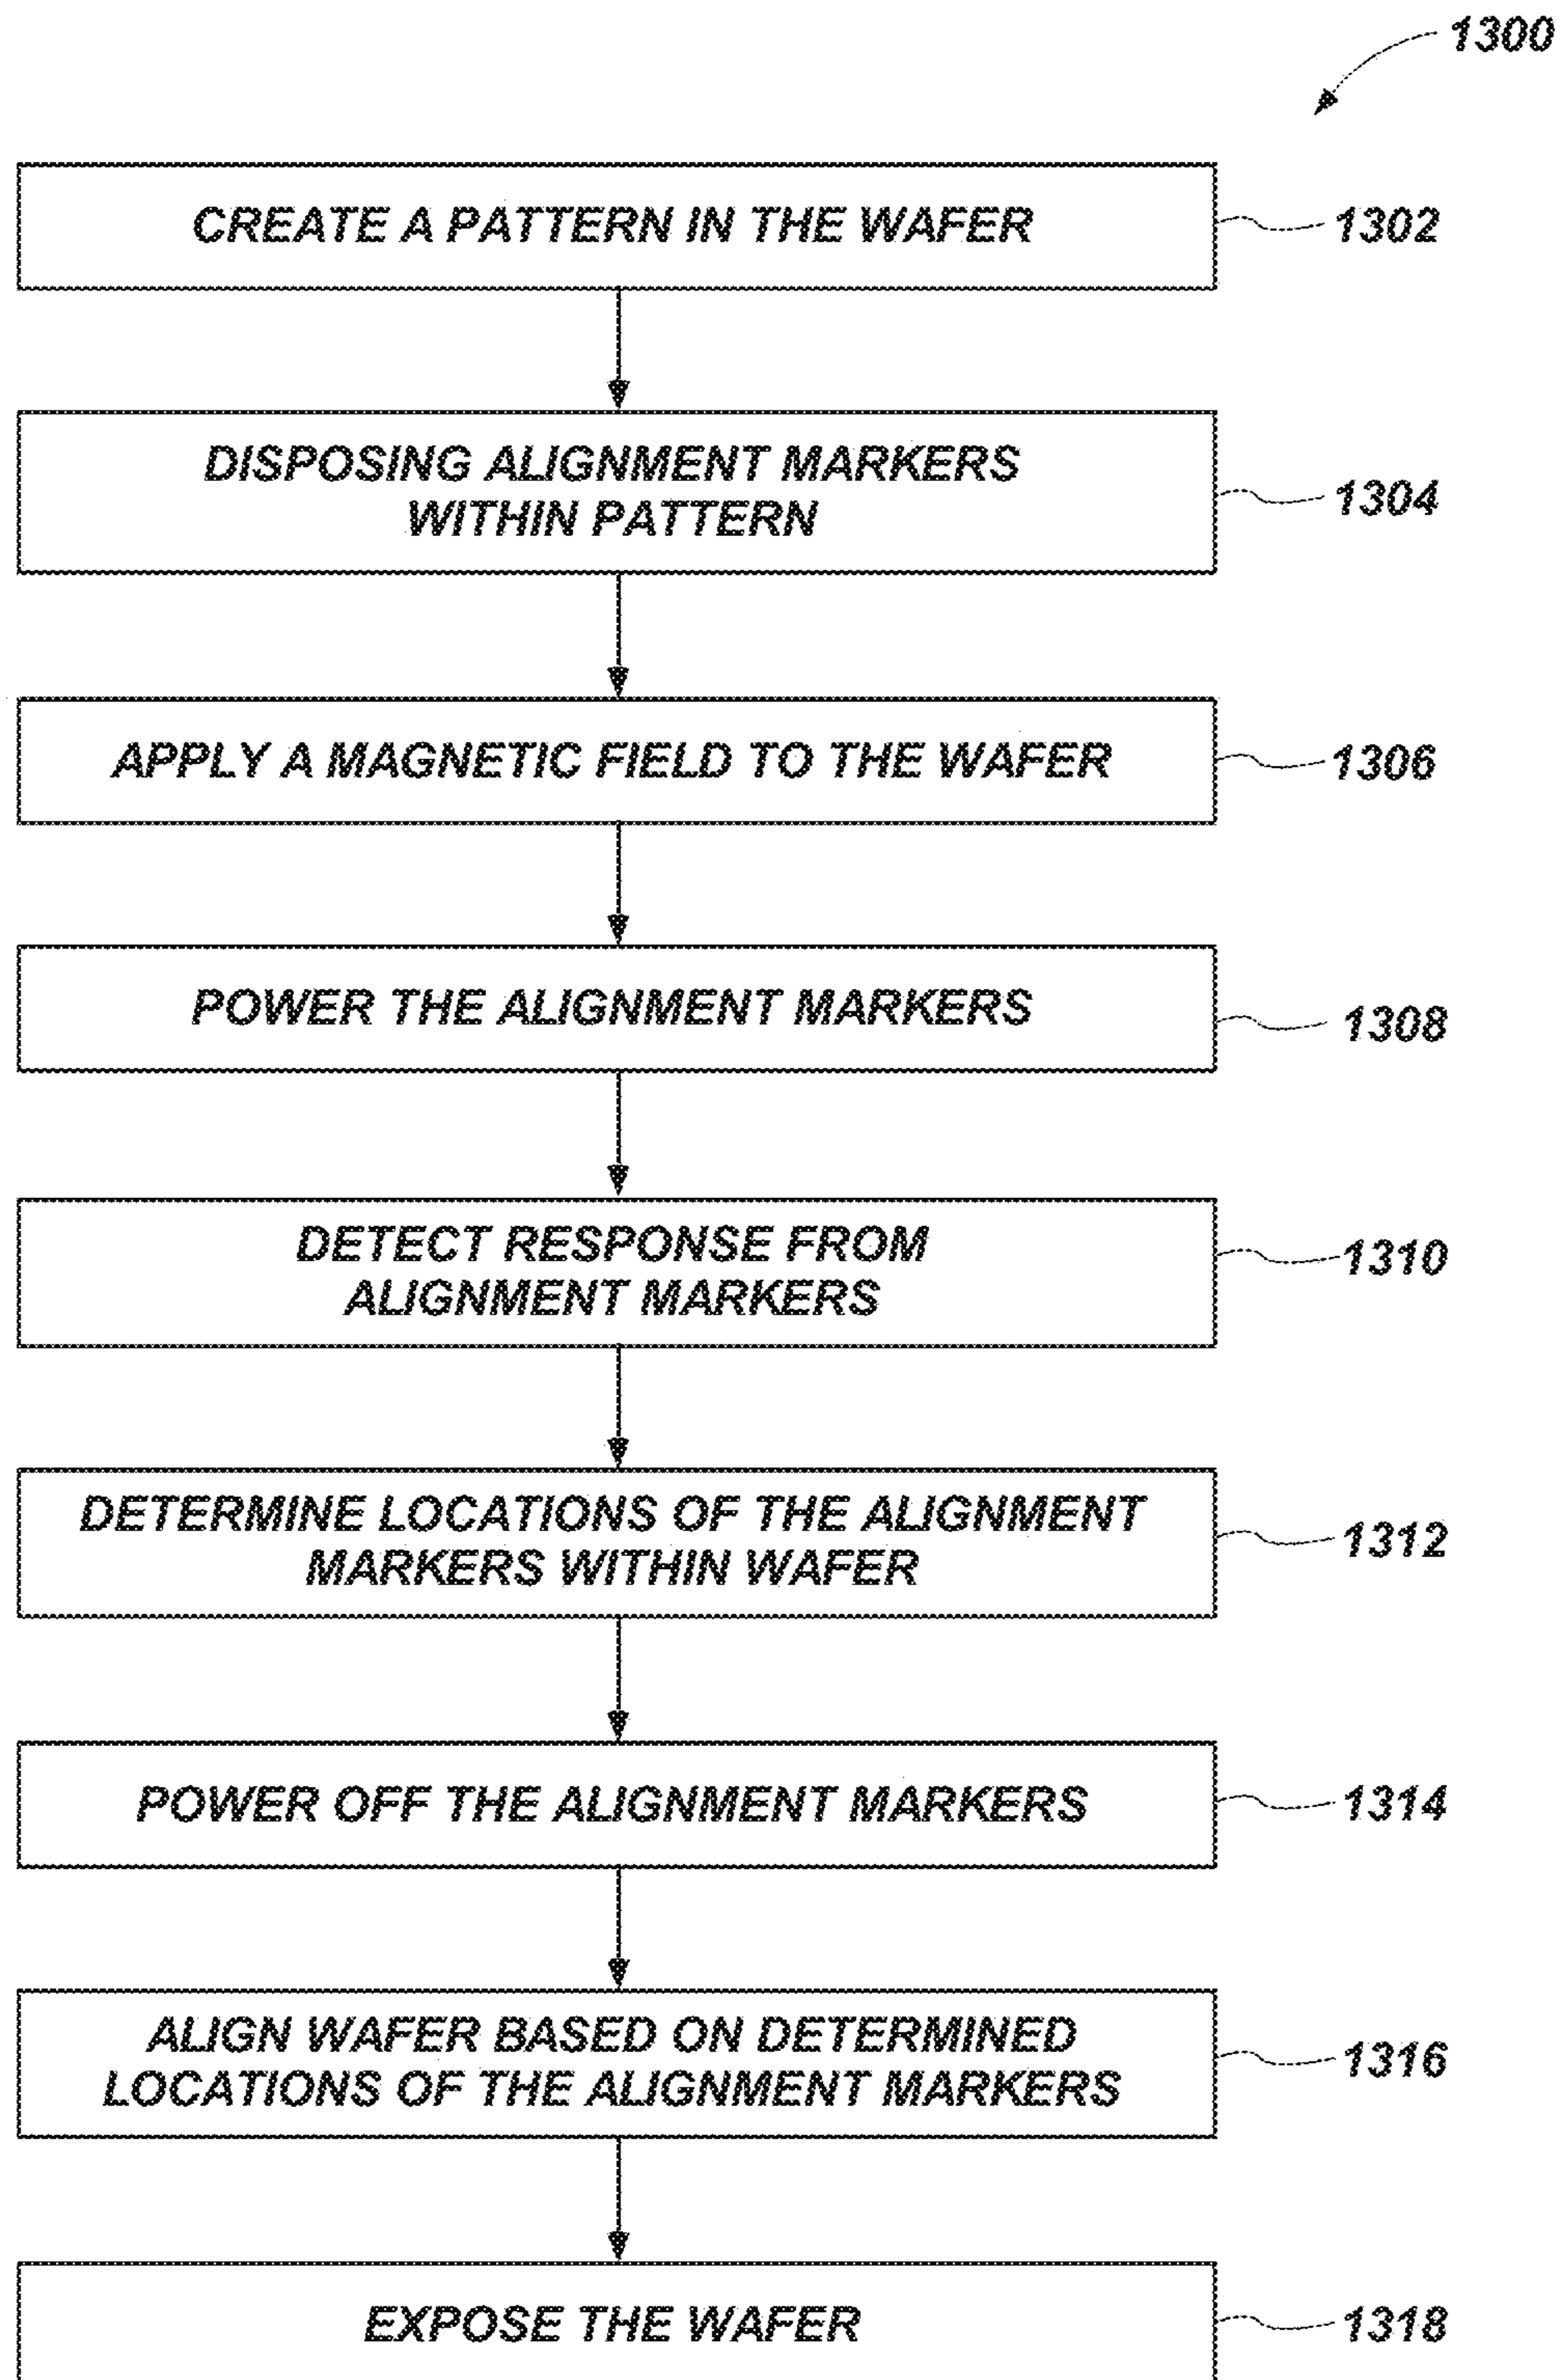 1300
CREATE A PATTERN IN THE WAFER
1302
DISPOSING ALIGNMENT MARKERS
WITHIN PATTERN
1304
APPLY A MAGNETIC FIELD TO THE WAFER
1306
POWER THE ALIGNMENT MARKERS
1308
DETECT RESPONSE FROM
ALIGNMENT MARKERS
1310
DETERMINE LOCATIONS OF THE ALIGNMENT
MARKERS WITHIN WAFER
1312
POWER OFF THE ALIGNMENT MARKERS
1314
ALIGN WAFER BASED ON DETERMINED
LOCATIONS OF THE ALIGNMENT MARKERS
1316
EXPOSE THE WAFER
1318